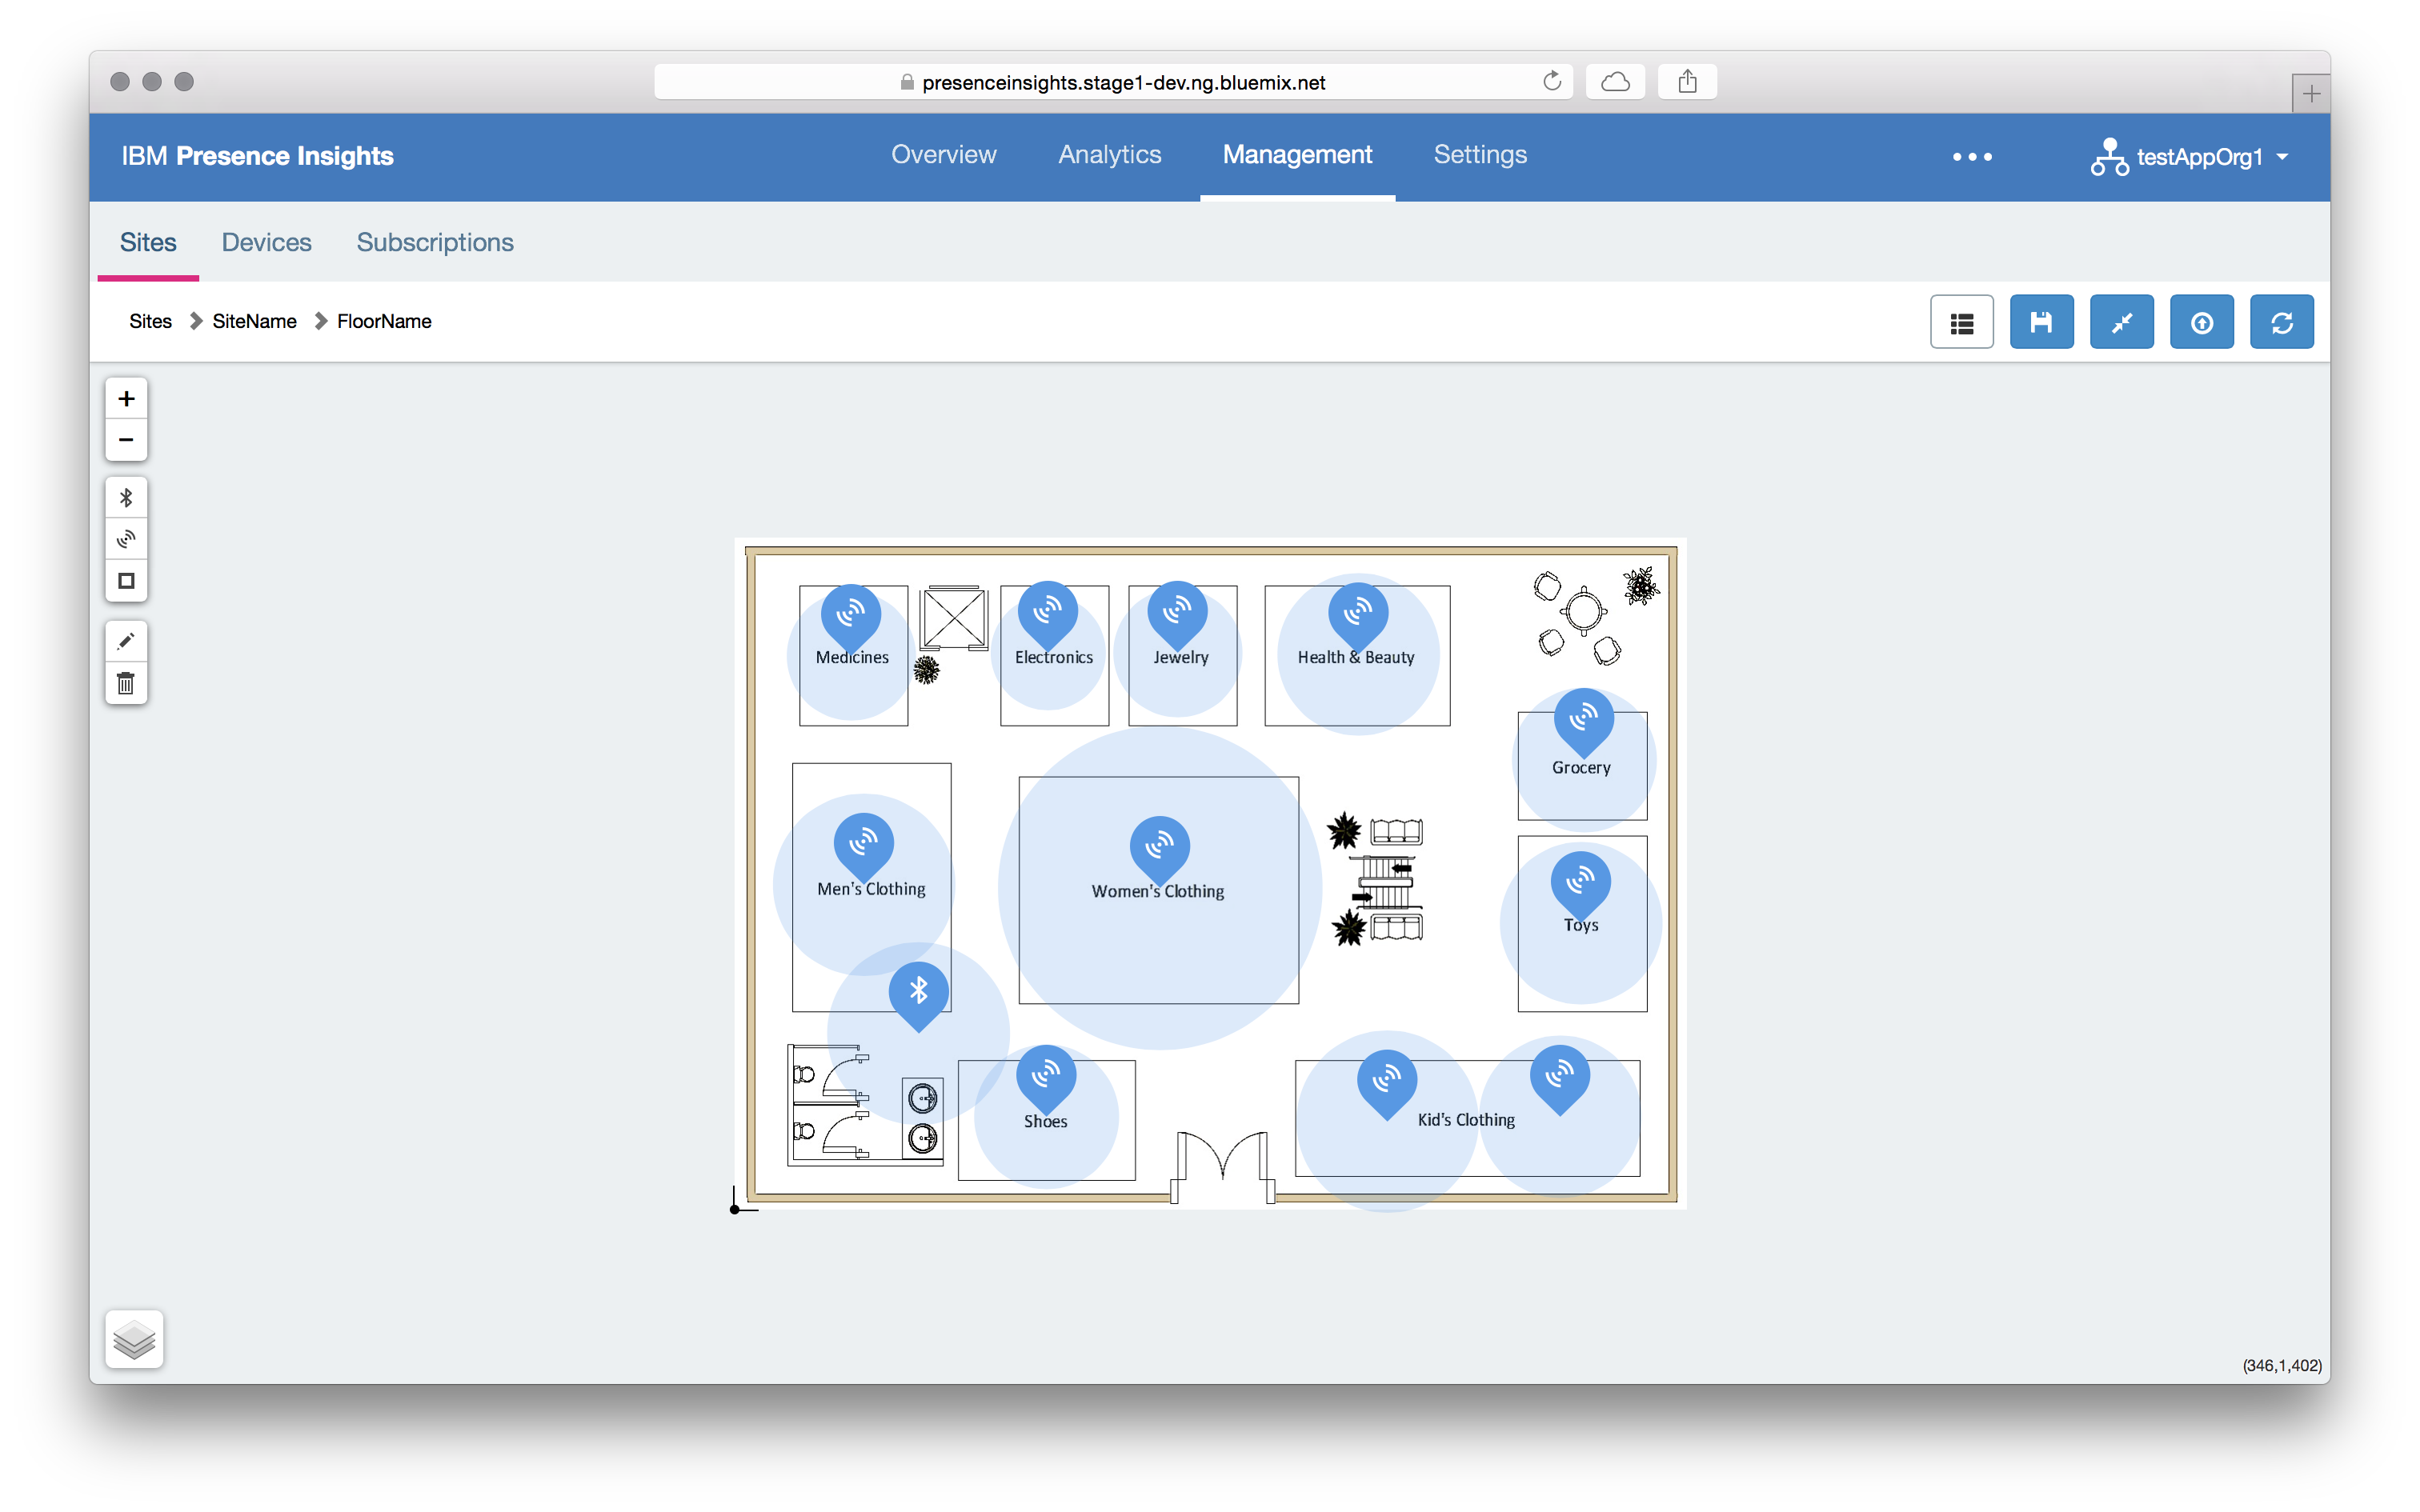 presenceinsights.stage1-dev.ng.bluemix.net
IBM Presence Insights
Overview
Analytics
Management
Settings
testAppOrg1
Sites
Devices
Subscriptions
Sites
SiteName
FloorName
Medicines
Electronics
Jewelry
Health & Beauty
Grocery
Men's Clothing
Women's Clothing
Toys
Shoes
Kid's Clothing
(346,1,402)